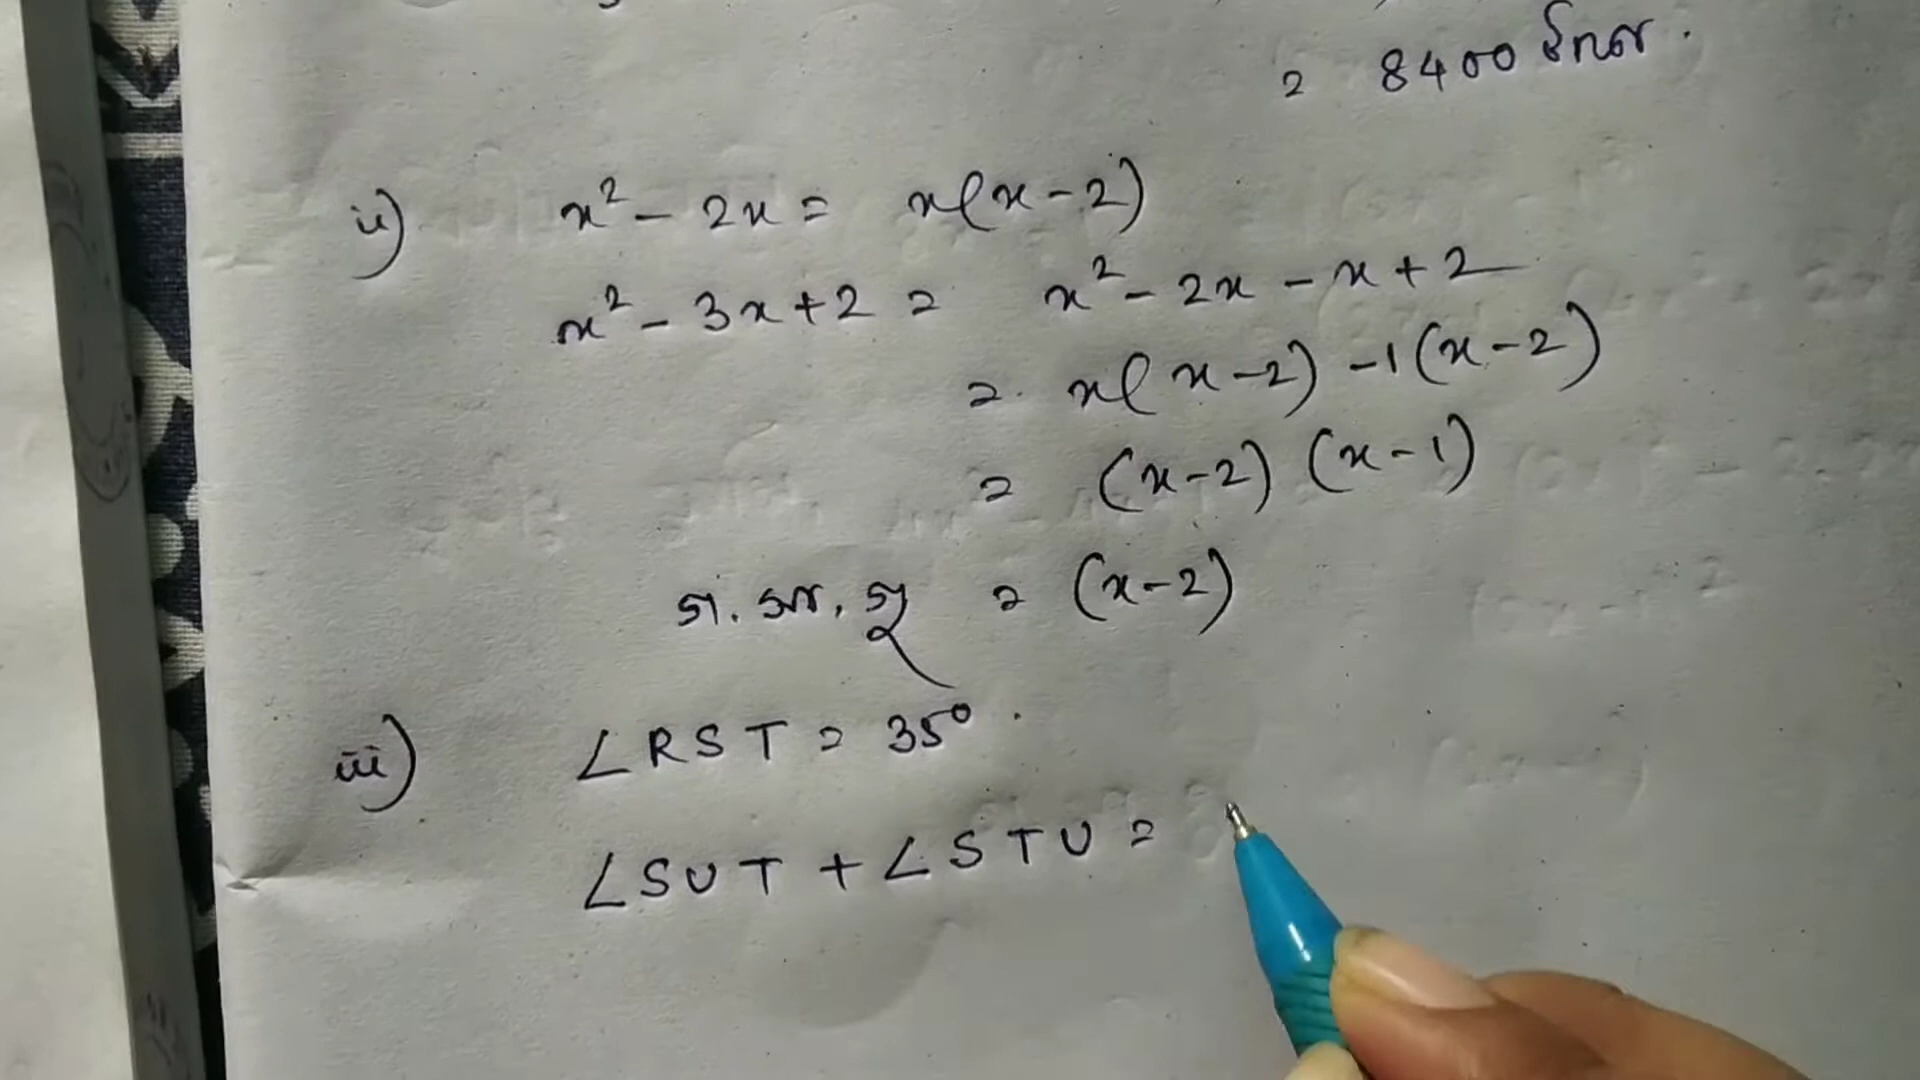 = 8400
ii) x² - 2x = x(x-2)
x² - 3x + 2 = x² - 2x - x + 2
= x(x-2) -1(x-2)
= (x-2) (x-1)
গ. সা. গু = (x-2)
iii) ∠RST = 35°.
∠SUT + ∠STU =